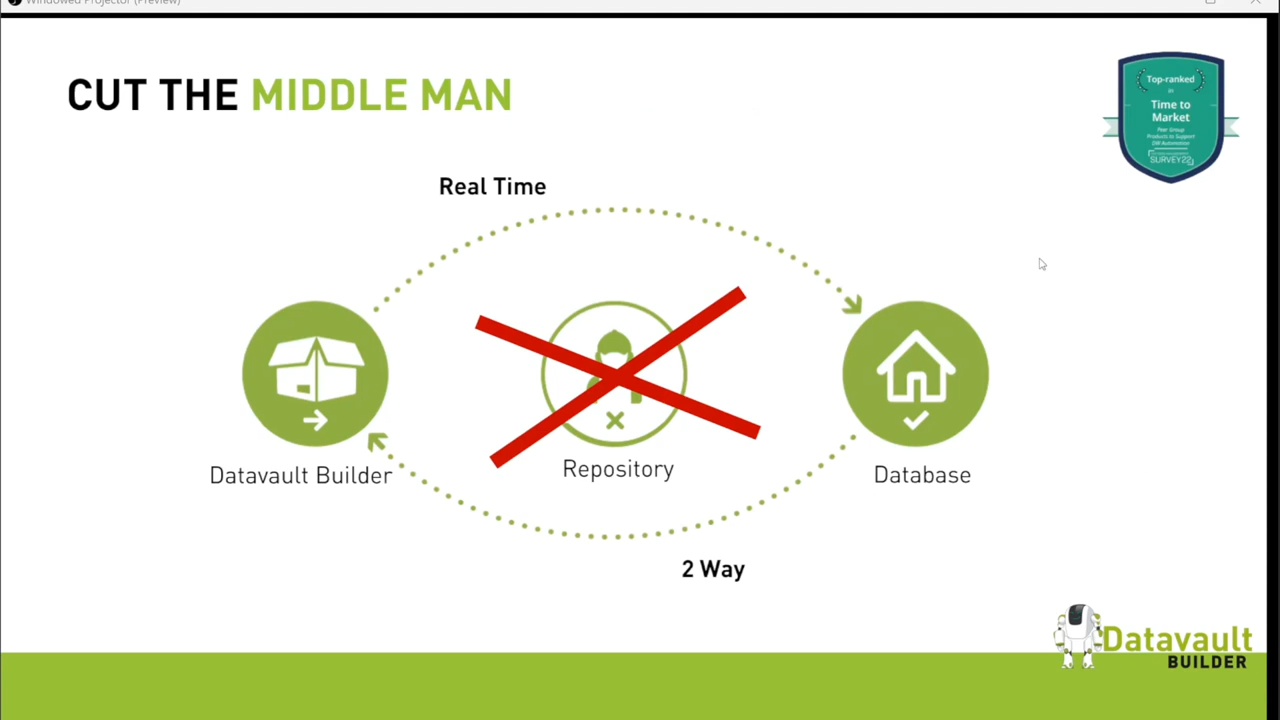 Windowed Projector (Preview)
CUT THE MIDDLE MAN
Top-ranked
in
Time to
Market
Peer Group
Products to Support
DW Automation
SURVEY22
Real Time
Datavault Builder
Repository
Database
2 Way
Datavault
BUILDER